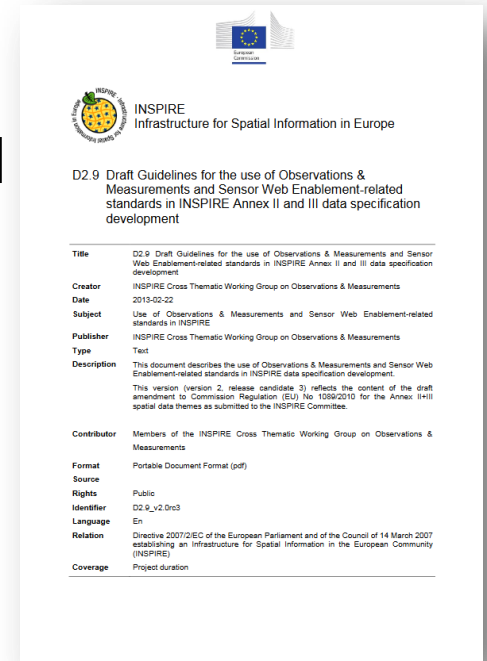 European
Commission
INSPIRE
Infrastructure for Spatial Information in Europe
D2.9 Draft Guidelines for the use of Observations &
Measurements and Sensor Web Enablement-related
standards in INSPIRE Annex II and III data specification
development
Title D2.9 Draft Guidelines for the use of Observations & Measurements and Sensor
Web Enablement-related standards in INSPIRE Annex II and III data specification
development
Creator INSPIRE Cross Thematic Working Group on Observations & Measurements
Date 2013-02-22
Subject Use of Observations & Measurements and Sensor Web Enablement-related
standards in INSPIRE
Publisher INSPIRE Cross Thematic Working Group on Observations & Measurements
Type Text
Description This document describes the use of Observations & Measurements and Sensor Web
Enablement-related standards in INSPIRE data specification development.
This version (version 2, release candidate 3) reflects the content of the draft
amendment to Commission Regulation (EU) No 1089/2010 for the Annex II+III
spatial data themes as submitted to the INSPIRE Committee.
Contributor Members of the INSPIRE Cross Thematic Working Group on Observations &
Measurements
Format Portable Document Format (pdf)
Source
Rights Public
Identifier D2.9_v2.0rc3
Language En
Relation Directive 2007/2/EC of the European Parliament and of the Council of 14 March 2007
establishing an Infrastructure for Spatial Information in the European Community
(INSPIRE)
Coverage Project duration